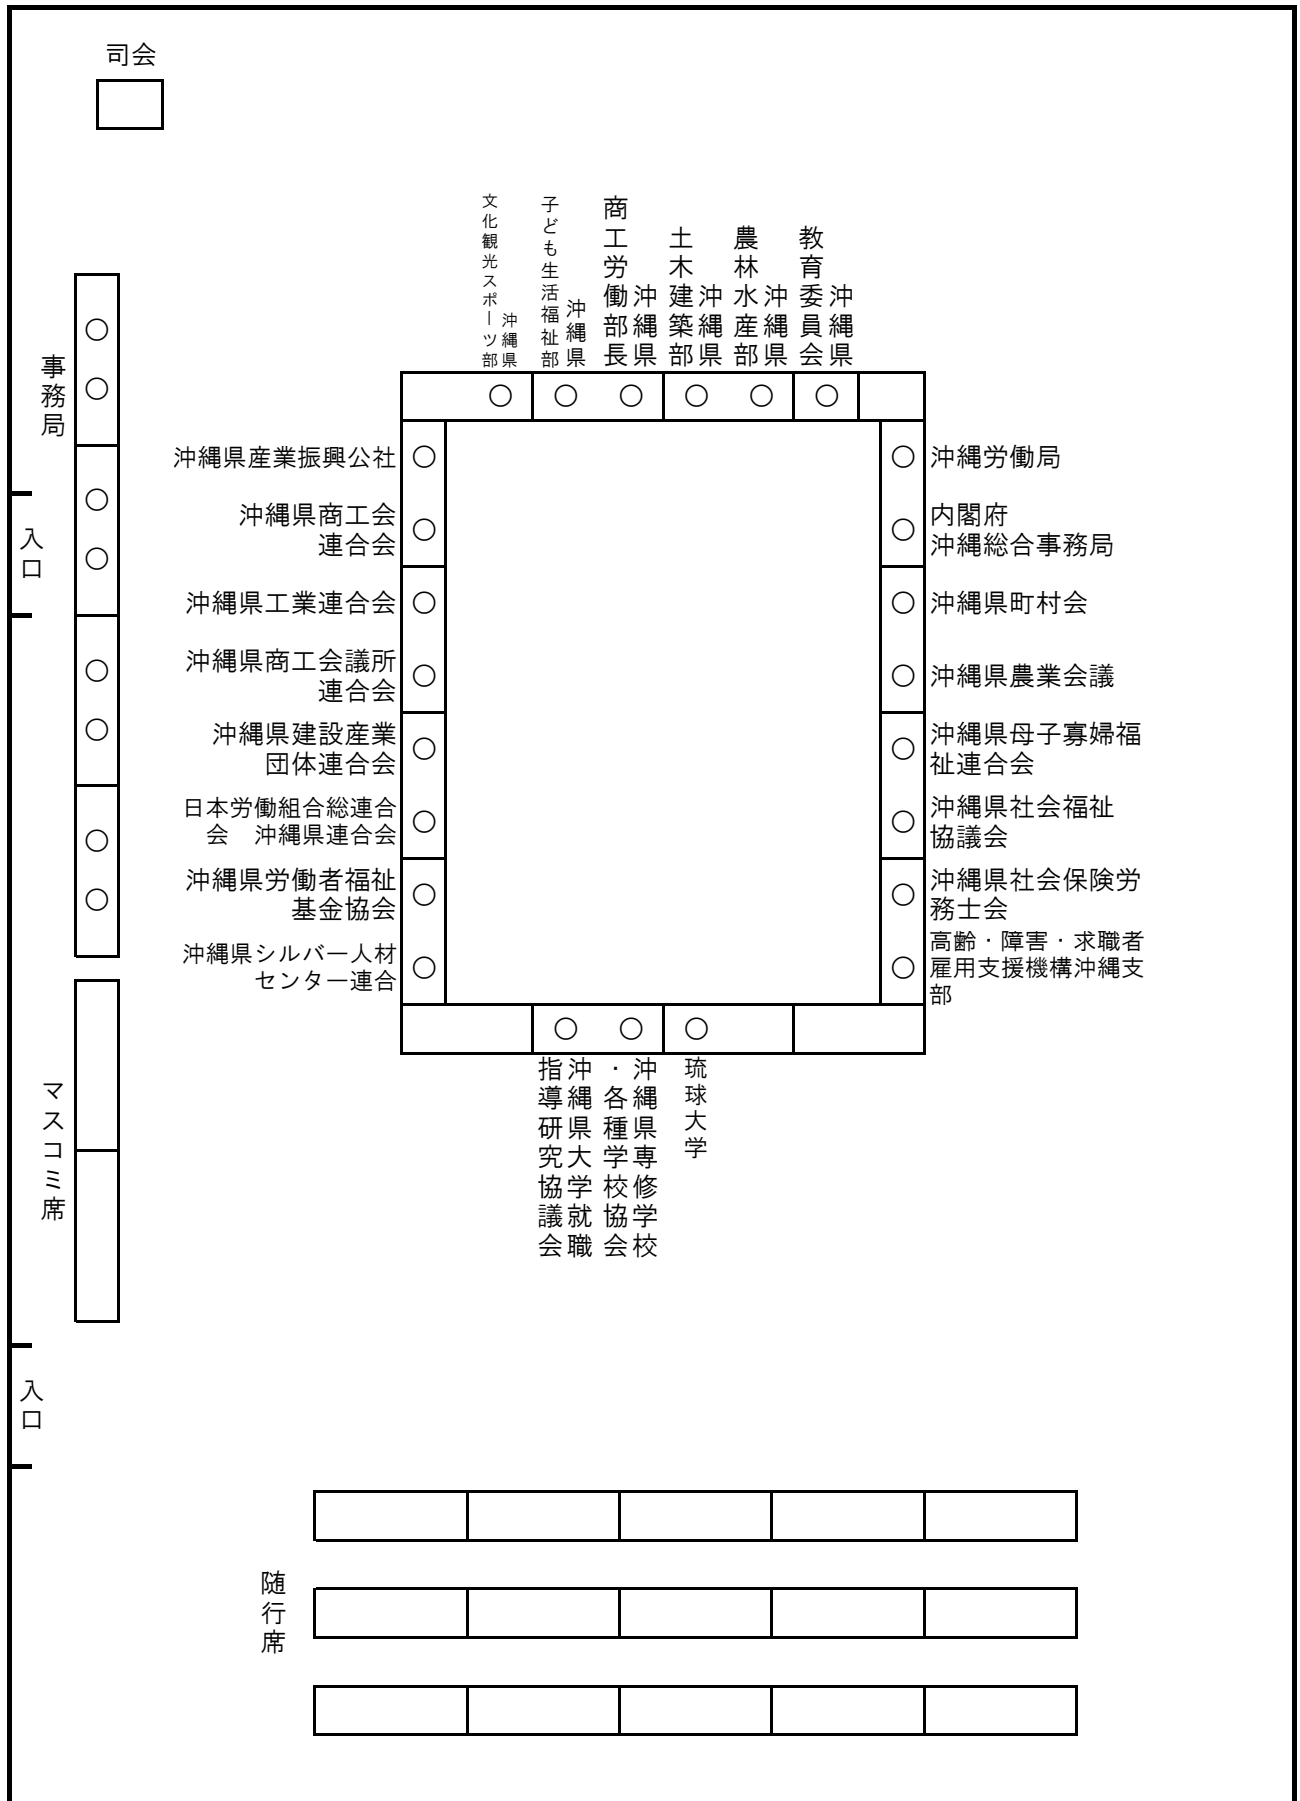 司会
沖縄県
文化観光スポーツ部
沖縄県
子ども生活福祉部
沖縄県
商工労働部長
沖縄県
土木建築部
沖縄県
農林水産部
沖縄県
教育委員会
○
○
○
○
○
○
事務局
○
○
○
○
○
○
○
○
入口
沖縄県産業振興公社
○
沖縄県商工会
連合会
○
沖縄県工業連合会
○
沖縄県商工会議所
連合会
○
沖縄県建設産業
団体連合会
○
日本労働組合総連合
会　沖縄県連合会
○
沖縄県労働者福祉
基金協会
○
沖縄県シルバー人材
センター連合
○
○
沖縄労働局
○
内閣府
沖縄総合事務局
○
沖縄県町村会
○
沖縄県農業会議
○
沖縄県母子寡婦福
祉連合会
○
沖縄県社会福祉
協議会
○
沖縄県社会保険労
務士会
○
高齢・障害・求職者
雇用支援機構沖縄支
部
○
○
○
沖縄県大学就職
指導研究協議会
沖縄県専修学校
・各種学校協会
琉球大学
マスコミ席
入口
随行席